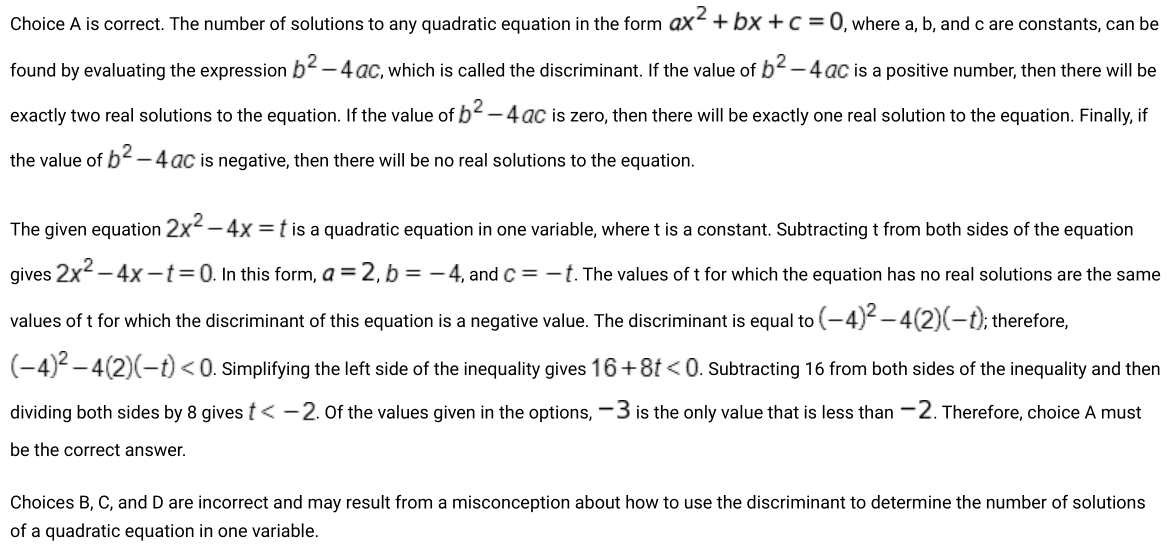 Choice A is correct. The number of solutions to any quadratic equation in the form ax² + bx + c = 0, where a, b, and c are constants, can be
found by evaluating the expression b² − 4ac, which is called the discriminant. If the value of b² − 4ac is a positive number, then there will be
exactly two real solutions to the equation. If the value of b² − 4ac is zero, then there will be exactly one real solution to the equation. Finally, if
the value of b² − 4ac is negative, then there will be no real solutions to the equation.
The given equation 2x² − 4x = t is a quadratic equation in one variable, where t is a constant. Subtracting t from both sides of the equation
gives 2x² − 4x − t = 0. In this form, a = 2, b = −4, and c = −t. The values of t for which the equation has no real solutions are the same
values of t for which the discriminant of this equation is a negative value. The discriminant is equal to (−4)² − 4(2)(−t); therefore,
(−4)² − 4(2)(−t) < 0. Simplifying the left side of the inequality gives 16 + 8t < 0. Subtracting 16 from both sides of the inequality and then
dividing both sides by 8 gives t < −2. Of the values given in the options, −3 is the only value that is less than −2. Therefore, choice A must
be the correct answer.
Choices B, C, and D are incorrect and may result from a misconception about how to use the discriminant to determine the number of solutions
of a quadratic equation in one variable.